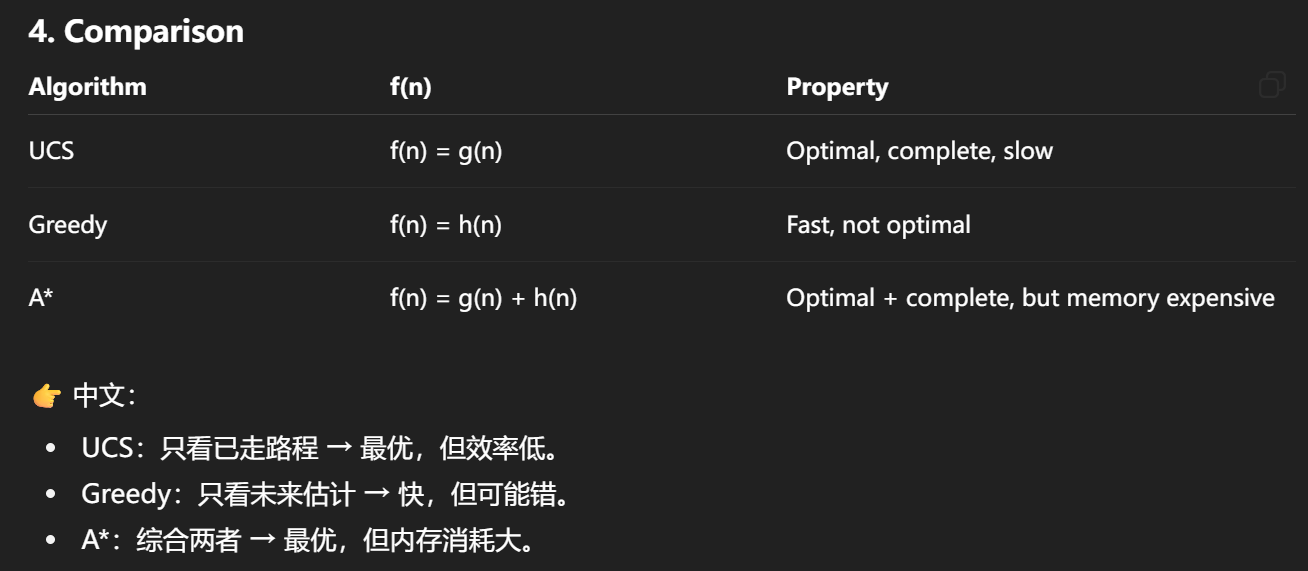 4. Comparison
Algorithm f(n) Property
UCS f(n) = g(n) Optimal, complete, slow
Greedy f(n) = h(n) Fast, not optimal
A* f(n) = g(n) + h(n) Optimal + complete, but memory expensive
👉 中文：
• UCS：只看已走路程 → 最优，但效率低。
• Greedy：只看未来估计 → 快，但可能错。
• A*：综合两者 → 最优，但内存消耗大。